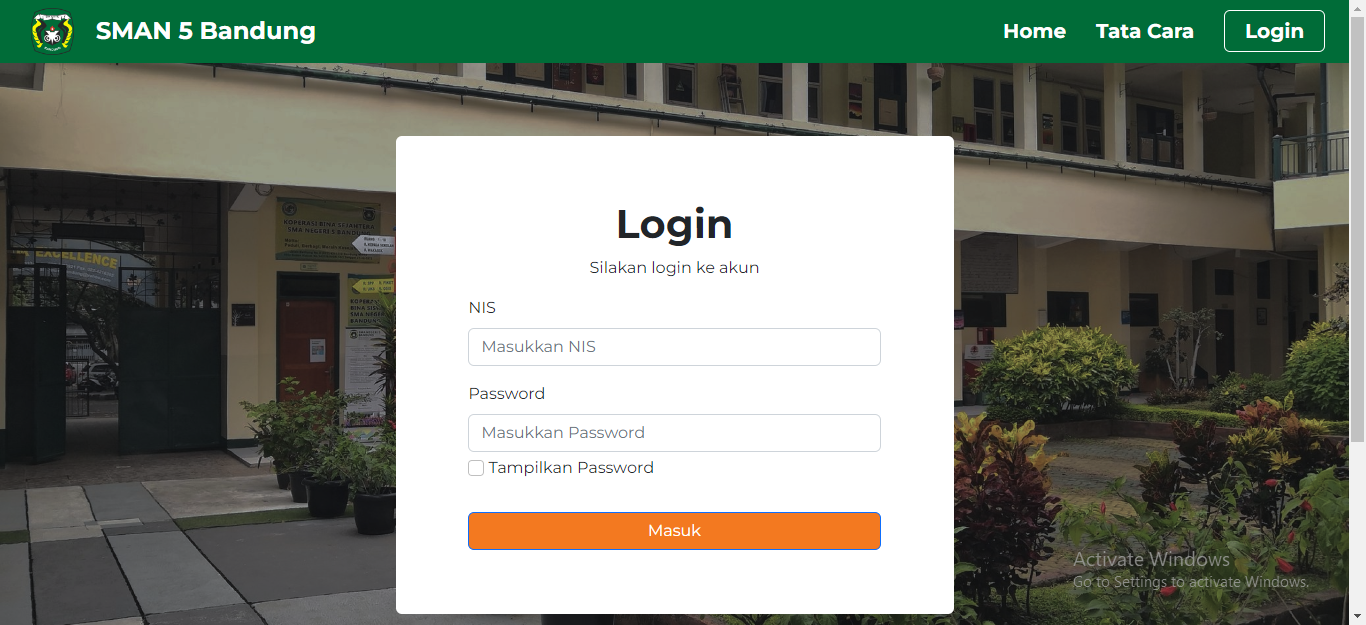 SMAN 5 Bandung
Home
Tata Cara
Login
Login
Silakan login ke akun
NIS
Masukkan NIS
Password
Masukkan Password
Tampilkan Password
Masuk
KOPERASI BINA SEJAHTERA
SMA NEGERI 5 BANDUNG
EXCELLENCE
Activate Windows
Go to Settings to activate Windows.